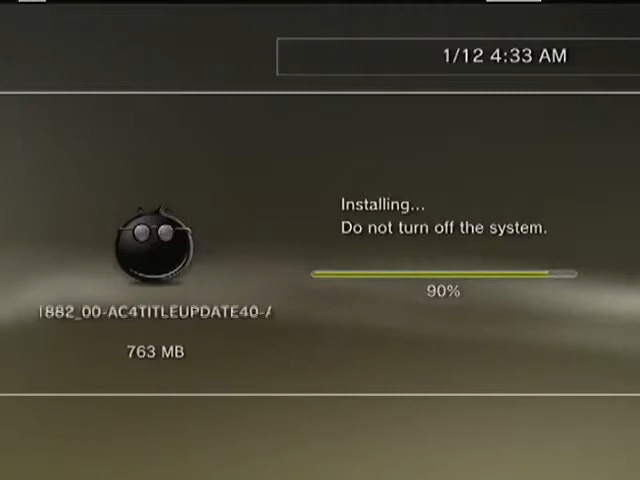 1/12 4:33 AM
Installing...
Do not turn off the system.
90%
1882_00-AC4TITLEUPDATE40-A
763 MB